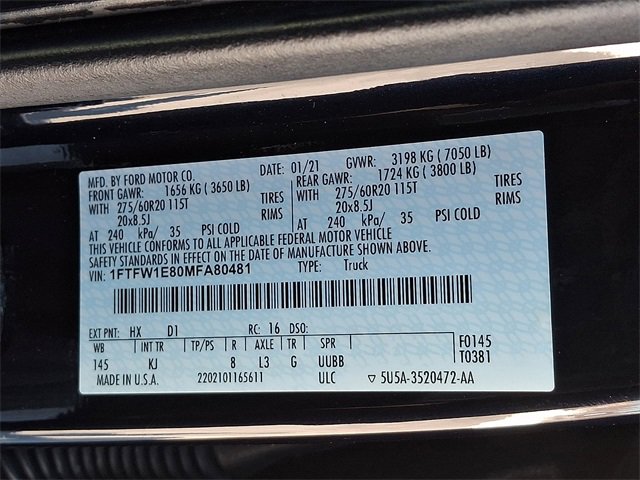 MFD. BY FORD MOTOR CO. DATE: 01/21 GVWR: 3198 KG (7050 LB)
FRONT GAWR: 1656 KG (3650 LB) REAR GAWR: 1724 KG (3800 LB)
WITH 275/60R20 115T TIRES WITH 275/60R20 115T TIRES
20x8.5J RIMS 20x8.5J RIMS
AT 240 kPa/ 35 PSI COLD AT 240 kPa/ 35 PSI COLD
THIS VEHICLE CONFORMS TO ALL APPLICABLE FEDERAL MOTOR VEHICLE
SAFETY STANDARDS IN EFFECT ON THE DATE OF MANUFACTURE SHOWN ABOVE.
VIN: 1FTFW1E80MFA80481 TYPE: Truck
EXT PNT: HX D1 RC: 16 DSO: F0145
WB INT TR TP/PS R AXLE TR SPR T0381
145 KJ 8 L3 G UUBB
MADE IN U.S.A. 2202101165611 ULC ▽ 5U5A-3520472-AA